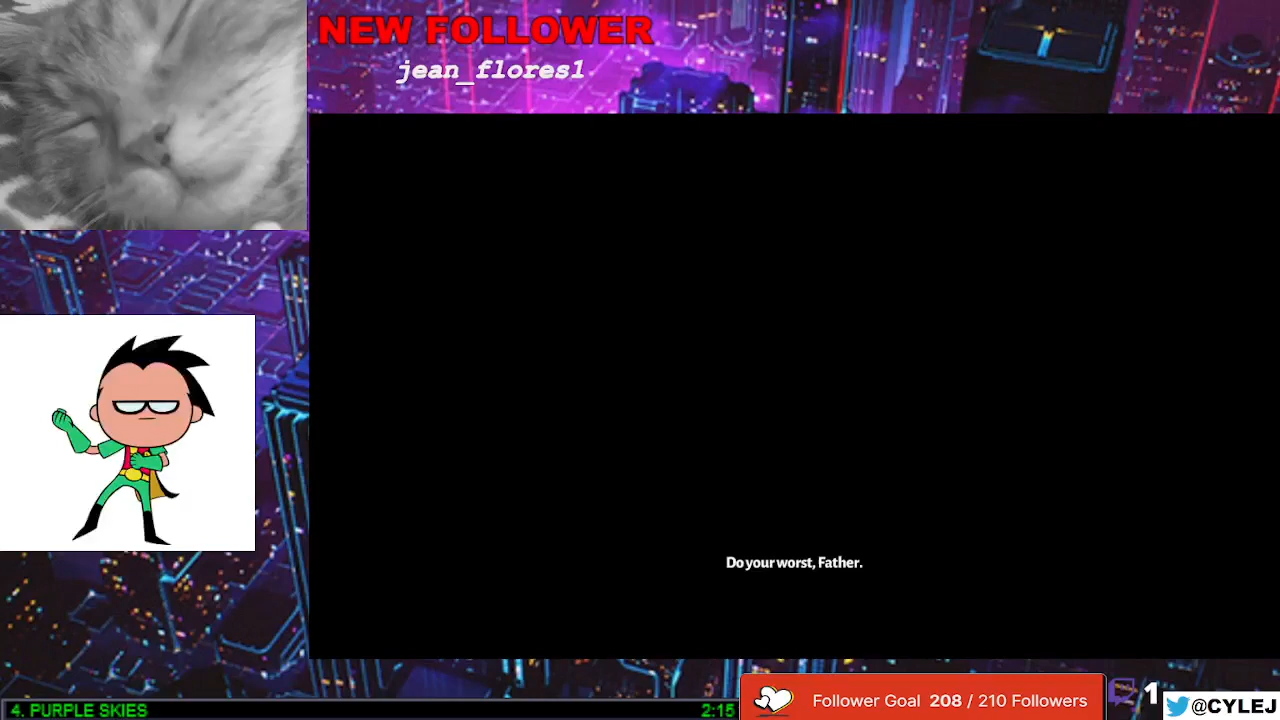 NEW FOLLOWER
jean_flores1
Do your worst, Father.
4. PURPLE SKIES 2:15
Follower Goal 208 / 210 Followers
1
@CYLEJ